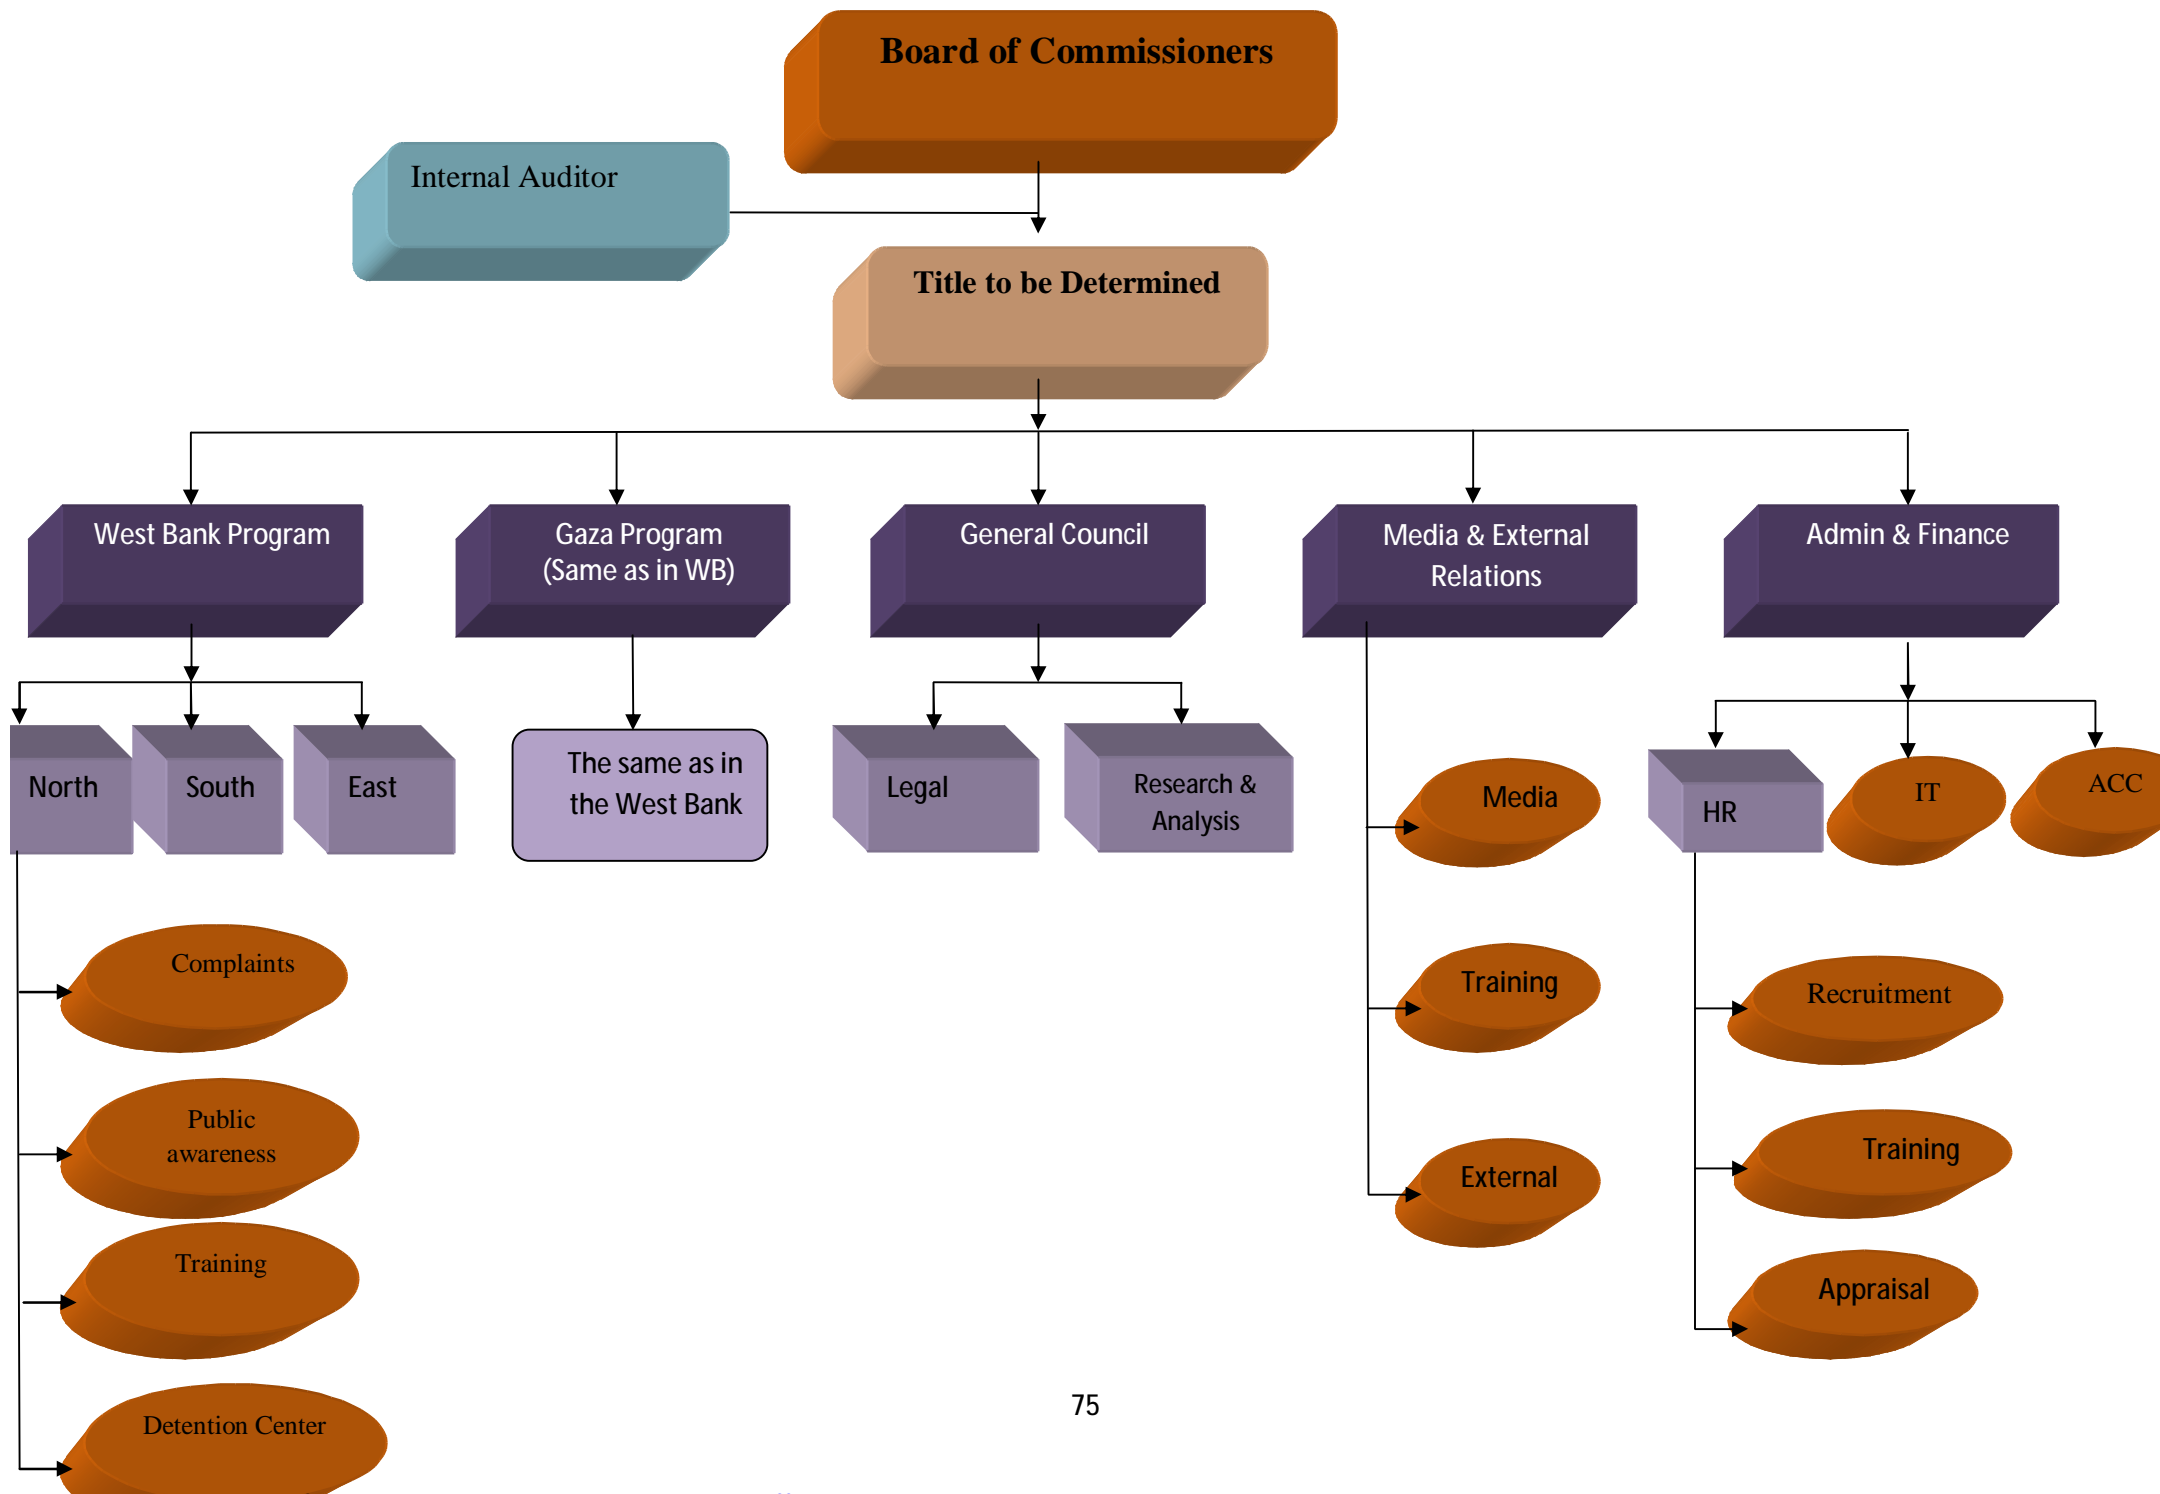 Board of Commissioners
Internal Auditor
Title to be Determined
West Bank Program
Gaza Program
(Same as in WB)
General Council
Media & External
Relations
Admin & Finance
North
South
East
The same as in
the West Bank
Legal
Research &
Analysis
Media
HR
IT
ACC
Complaints
Training
Recruitment
Public
awareness
External
Training
Training
Appraisal
Detention Center
75